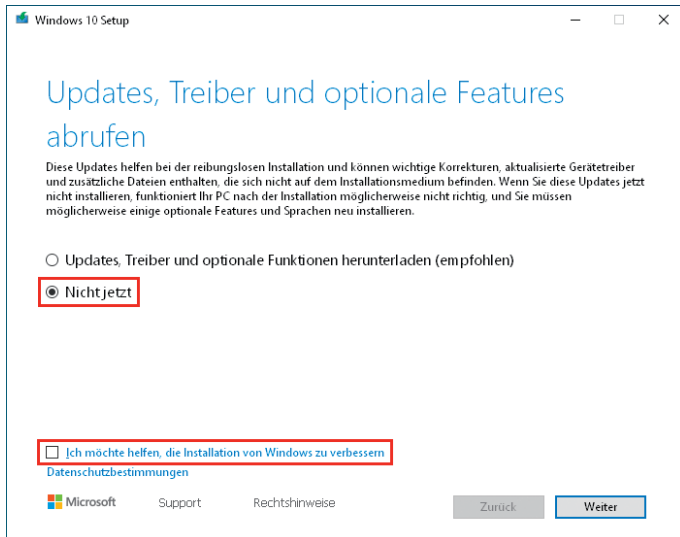 Windows 10 Setup
Updates, Treiber und optionale Features
abrufen
Diese Updates helfen bei der reibungslosen Installation und können wichtige Korrekturen, aktualisierte Gerätetreiber
und zusätzliche Dateien enthalten, die sich nicht auf dem Installationsmedium befinden. Wenn Sie diese Updates jetzt
nicht installieren, funktioniert Ihr PC nach der Installation möglicherweise nicht richtig, und Sie müssen
möglicherweise einige optionale Features und Sprachen neu installieren.
Updates, Treiber und optionale Funktionen herunterladen (empfohlen)
Nicht jetzt
Ich möchte helfen, die Installation von Windows zu verbessern
Datenschutzbestimmungen
Microsoft Support Rechtshinweise Zurück Weiter